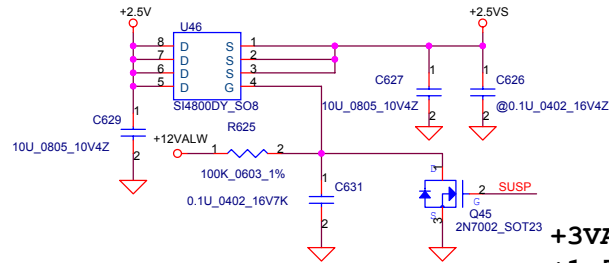 +2.5V
+2.5VS
U46
8 D S 1
7 D S 2
6 D S 3
5 D G 4
SI4800DY_SO8
1
C629
10U_0805_10V4Z
2
1
C627
10U_0805_10V4Z
2
1
C626
@0.1U_0402_16V4Z
2
+12VALW
R625
1 2
100K_0603_1%
1
C631
0.1U_0402_16V7K
2
D 1
2 SUSP
G
S 3
Q45
2N7002_SOT23
+3VA